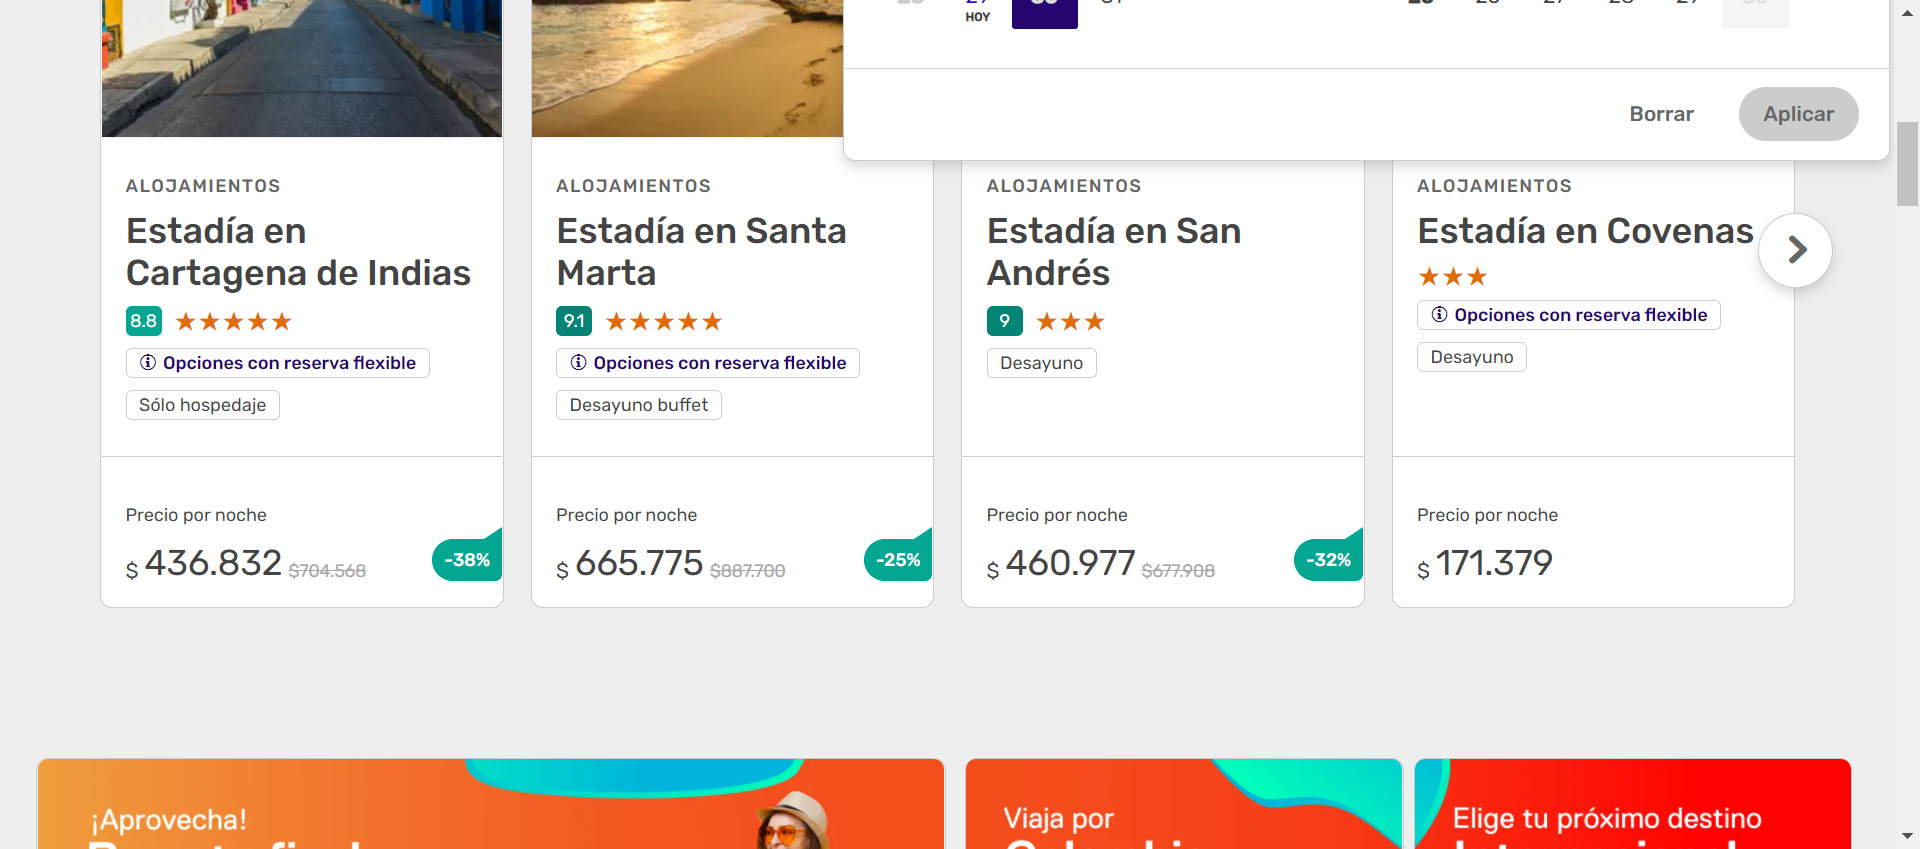 HOY
Borrar
Aplicar
ALOJAMIENTOS
Estadía en
Cartagena de Indias
8.8
Opciones con reserva flexible
Sólo hospedaje
Precio por noche
$ 436.832 $704.568
-38%
ALOJAMIENTOS
Estadía en Santa
Marta
9.1
Opciones con reserva flexible
Desayuno buffet
Precio por noche
$ 665.775 $887.700
-25%
ALOJAMIENTOS
Estadía en San
Andrés
9
Desayuno
Precio por noche
$ 460.977 $677.908
-32%
ALOJAMIENTOS
Estadía en Covenas
Opciones con reserva flexible
Desayuno
Precio por noche
$ 171.379
¡Aprovecha!
Viaja por
Elige tu próximo destino